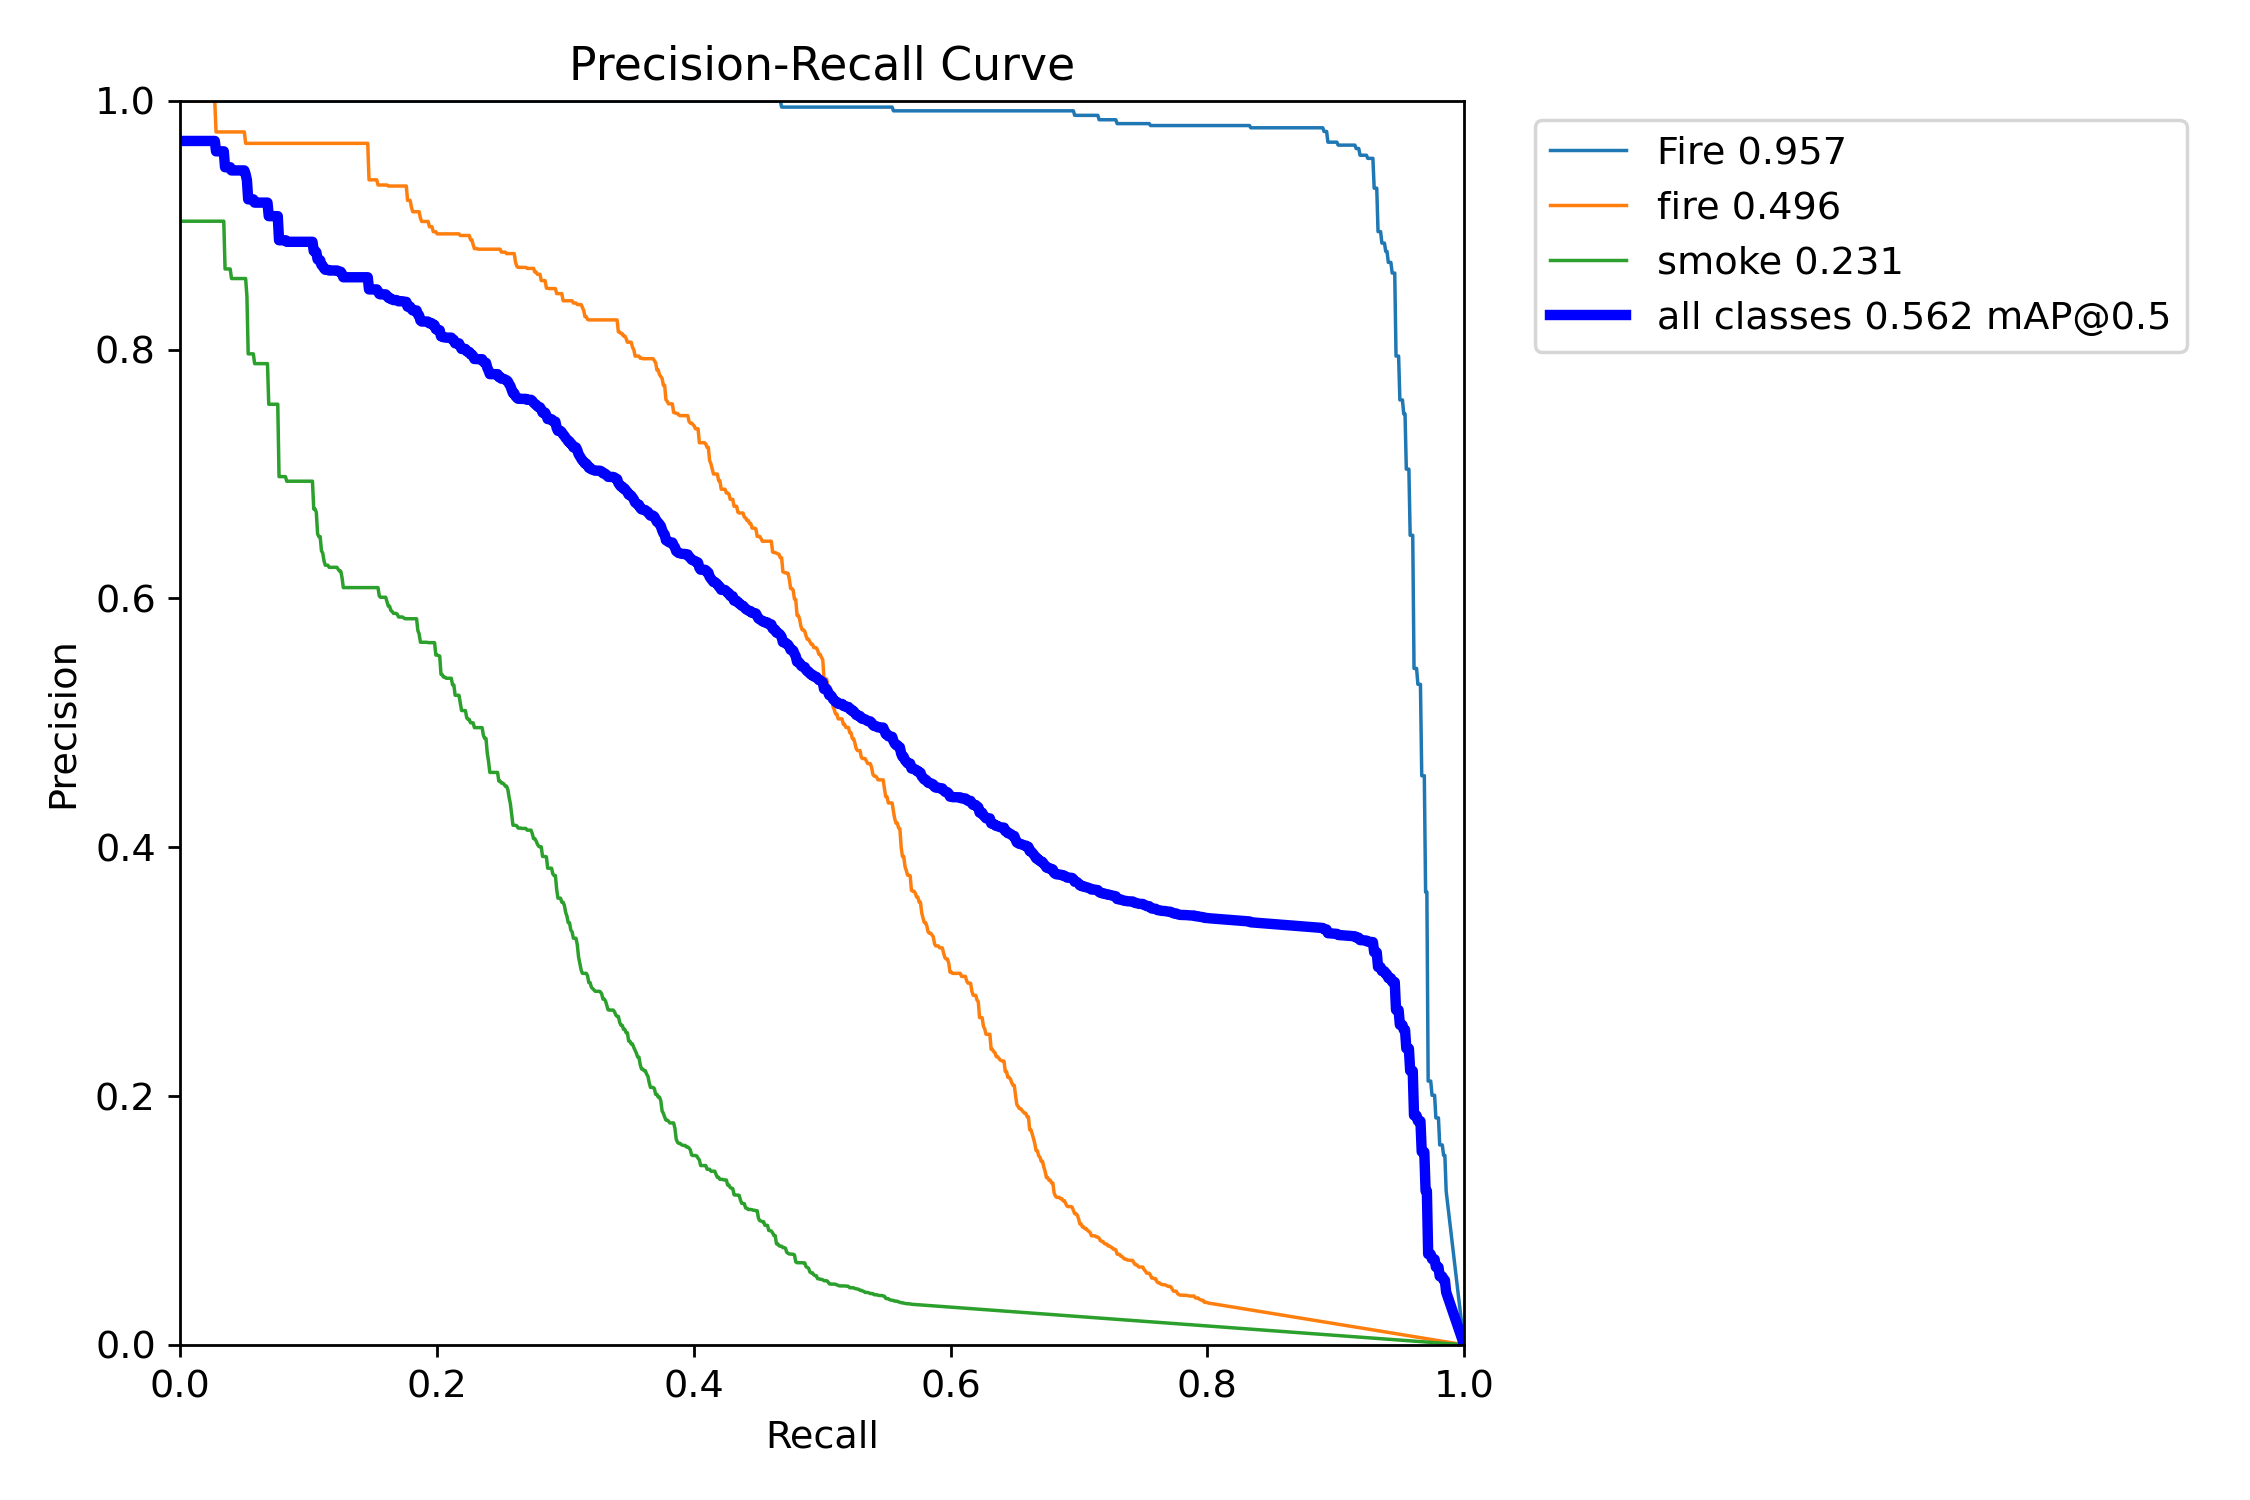 Precision-Recall Curve
Fire 0.957
fire 0.496
smoke 0.231
all classes 0.562 mAP@0.5
Precision
1.0
0.8
0.6
0.4
0.2
0.0
0.0 0.2 0.4 0.6 0.8 1.0
Recall